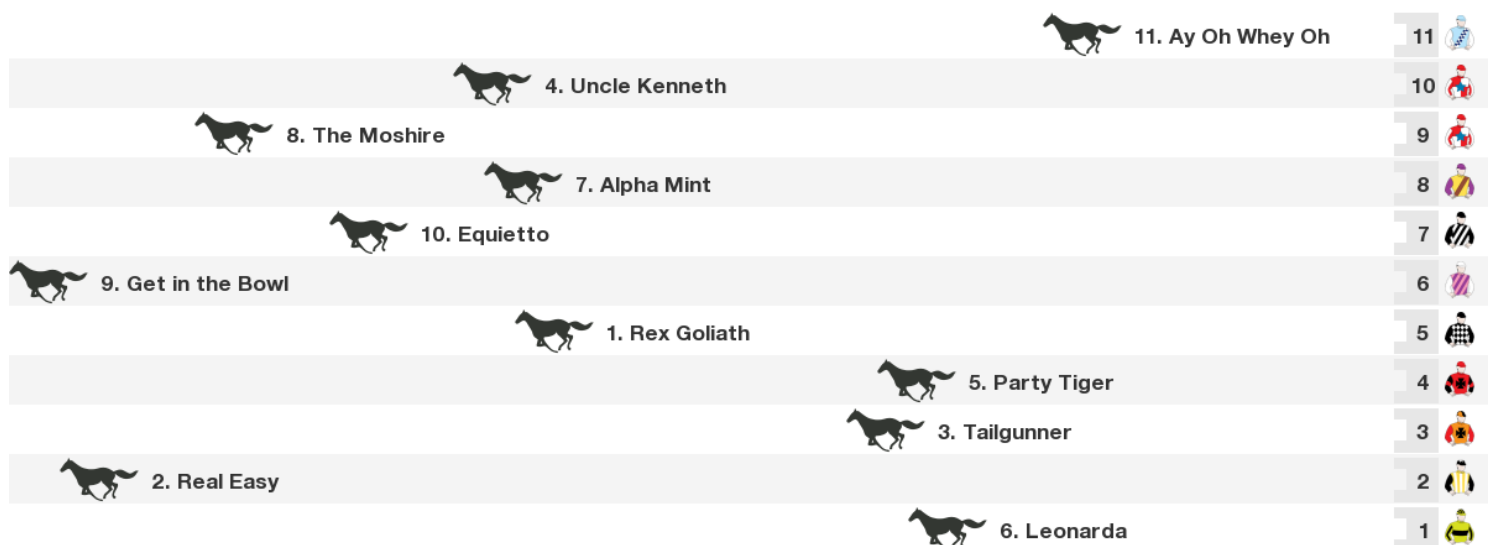 11. Ay Oh Whey Oh 11
4. Uncle Kenneth 10
8. The Moshire 9
7. Alpha Mint 8
10. Equietto 7
9. Get in the Bowl 6
1. Rex Goliath 5
5. Party Tiger 4
3. Tailgunner 3
2. Real Easy 2
6. Leonarda 1